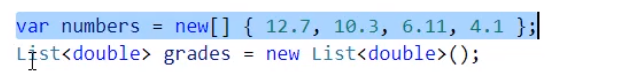 var numbers = new[] { 12.7, 10.3, 6.11, 4.1 };
List<double> grades = new List<double>();